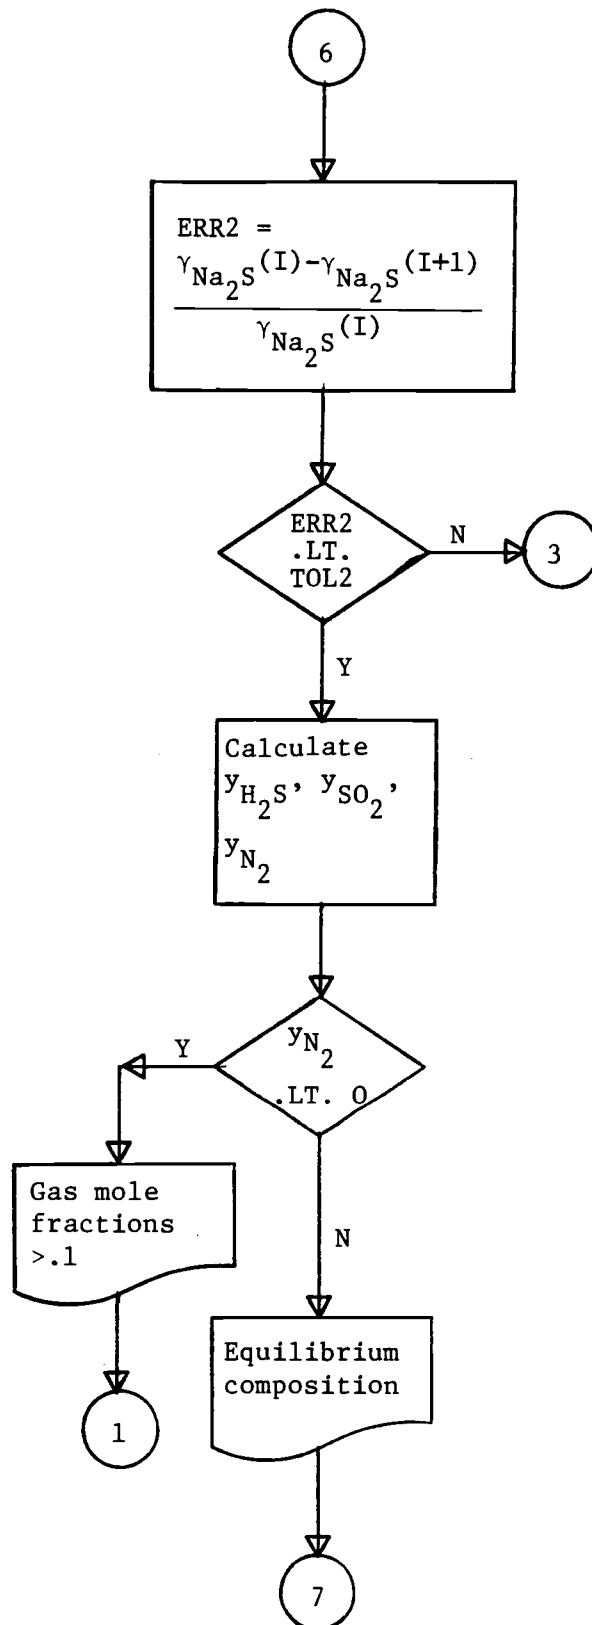 6
ERR2 =
γNa2S(I)-γNa2S(I+1)
γNa2S(I)
ERR2
.LT.
TOL2
N
3
Y
Calculate
yH2S, ySO2,
yN2
yN2
.LT. 0
Y
Gas mole
fractions
>.1
N
1
Equilibrium
composition
7